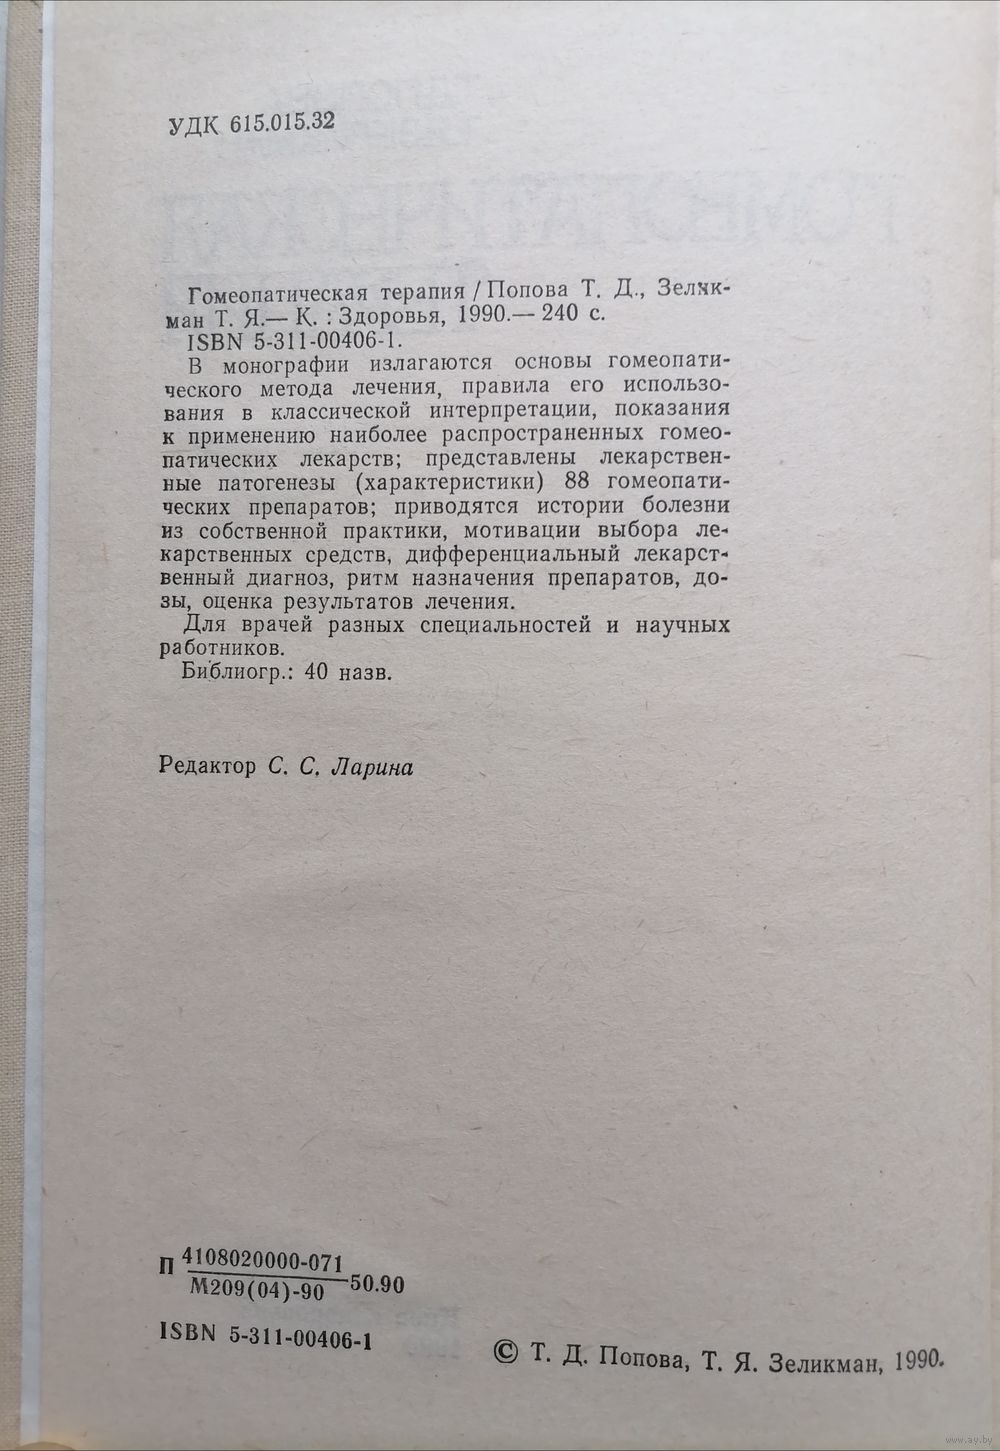 УДК 615.015.32
Гомеопатическая терапия / Попова Т. Д., Зелик-
ман Т. Я.— К. : Здоровья, 1990.— 240 с.
ISBN 5-311-00406-1.
В монографии излагаются основы гомеопати-
ческого метода лечения, правила его использо-
вания в классической интерпретации, показания
к применению наиболее распространенных гомео-
патических лекарств; представлены лекарствен-
ные патогенезы (характеристики) 88 гомеопати-
ческих препаратов; приводятся истории болезни
из собственной практики, мотивации выбора ле-
карственных средств, дифференциальный лекарст-
венный диагноз, ритм назначения препаратов, до-
зы, оценка результатов лечения.
Для врачей разных специальностей и научных
работников.
Библиогр.: 40 назв.
Редактор С. С. Ларина
П 4108020000-071
М209(04)-90 50.90
ISBN 5-311-00406-1
© Т. Д. Попова, Т. Я. Зеликман, 1990.
www.ay.by